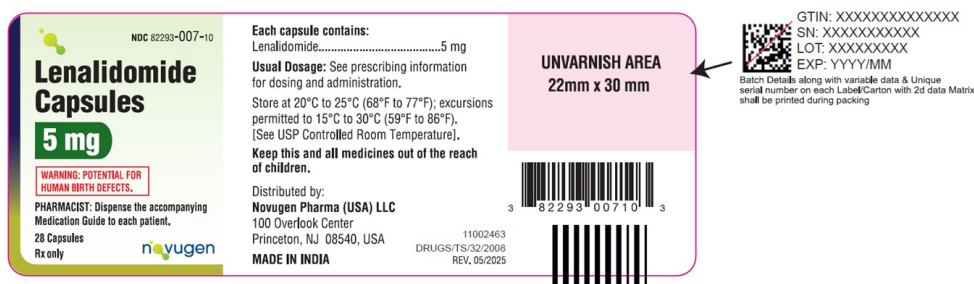 NDC 82293-007-10
Lenalidomide
Capsules
5 mg
WARNING: POTENTIAL FOR
HUMAN BIRTH DEFECTS.
PHARMACIST: Dispense the accompanying
Medication Guide to each patient.
28 Capsules
Rx only
novugen
Each capsule contains:
Lenalidomide.......................................5 mg
Usual Dosage: See prescribing information
for dosing and administration.
Store at 20°C to 25°C (68°F to 77°F); excursions
permitted to 15°C to 30°C (59°F to 86°F).
[See USP Controlled Room Temperature].
Keep this and all medicines out of the reach
of children.
Distributed by:
Novugen Pharma (USA) LLC
100 Overlook Center
Princeton, NJ 08540, USA
MADE IN INDIA
11002463
DRUGS/TS/32/2008
REV. 05/2025
UNVARNISH AREA
22mm x 30 mm
3 82293 00710 3
GTIN: XXXXXXXXXXXXXX
SN: XXXXXXXXXXX
LOT: XXXXXXXXX
EXP: YYYY/MM
Batch Details along with variable data & Unique
serial number on each Label/Carton with 2d data Matrix
shall be printed during packing